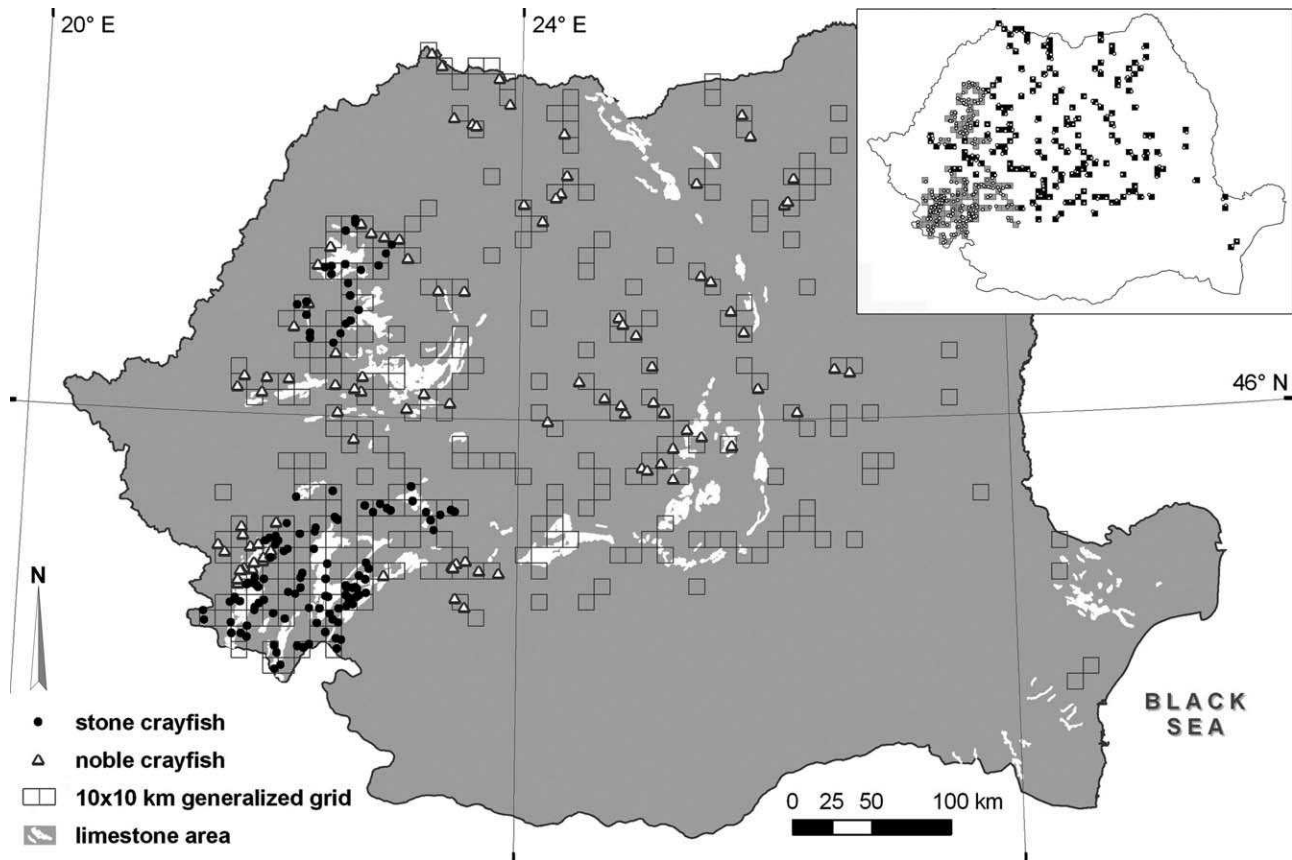 20° E
24° E
46° N
N
BLACK
SEA
stone crayfish
noble crayfish
10x10 km generalized grid
limestone area
0 25 50 100 km